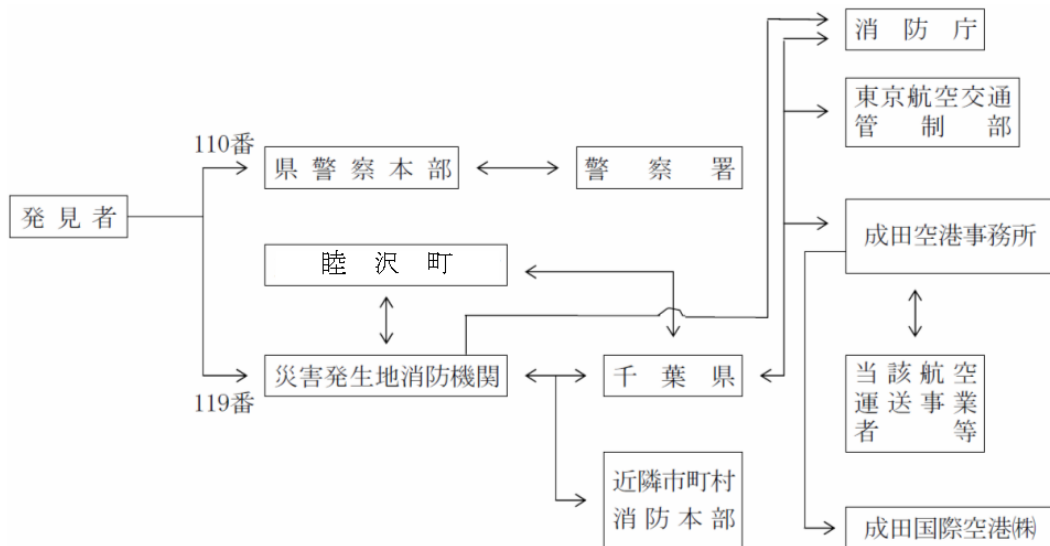 消防庁
東京航空交通
管制部
110番
県警察本部
警察署
発見者
成田空港事務所
睦沢町
災害発生地消防機関
千葉県
119番
当該航空
運送事業
者等
近隣市町村
消防本部
成田国際空港㈱